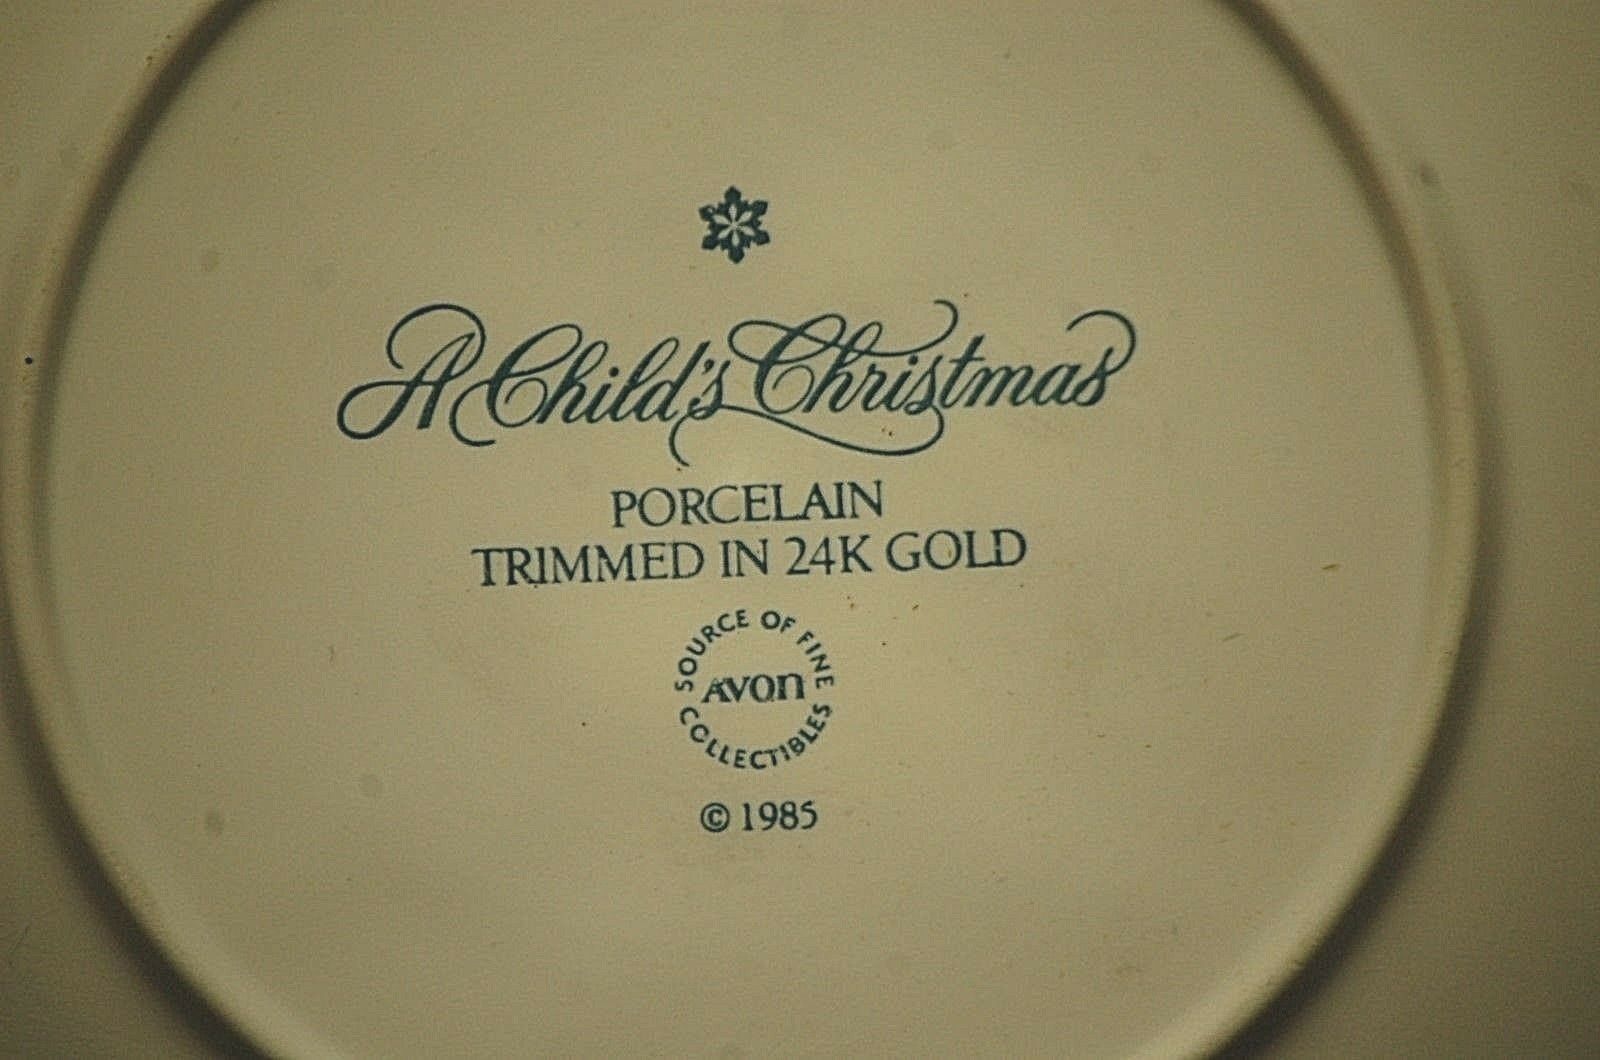 A Child's Christmas
PORCELAIN
TRIMMED IN 24K GOLD
SOURCE OF FINE
AVON
COLLECTIBLES
© 1985